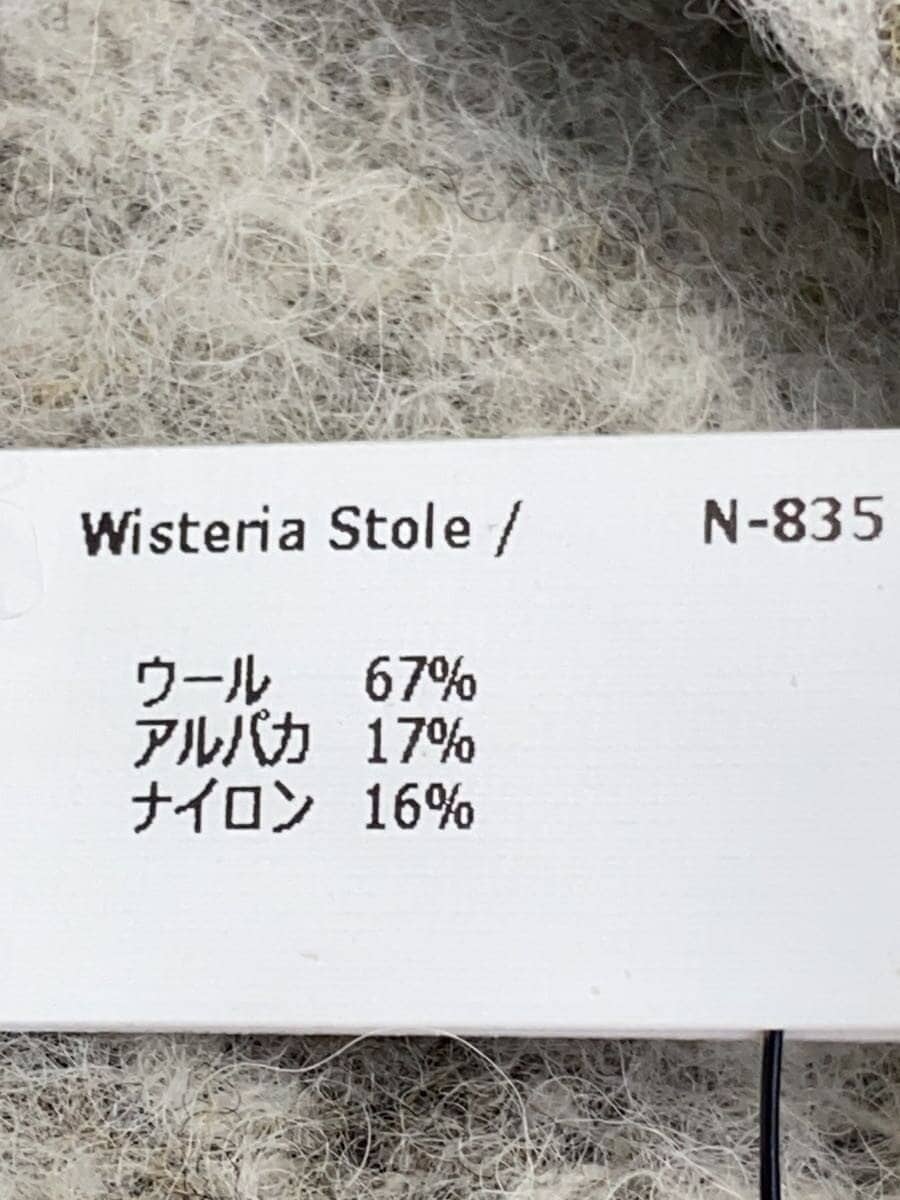 Wisteria Stole / N-835
ウール 67%
アルパカ 17%
ナイロン 16%